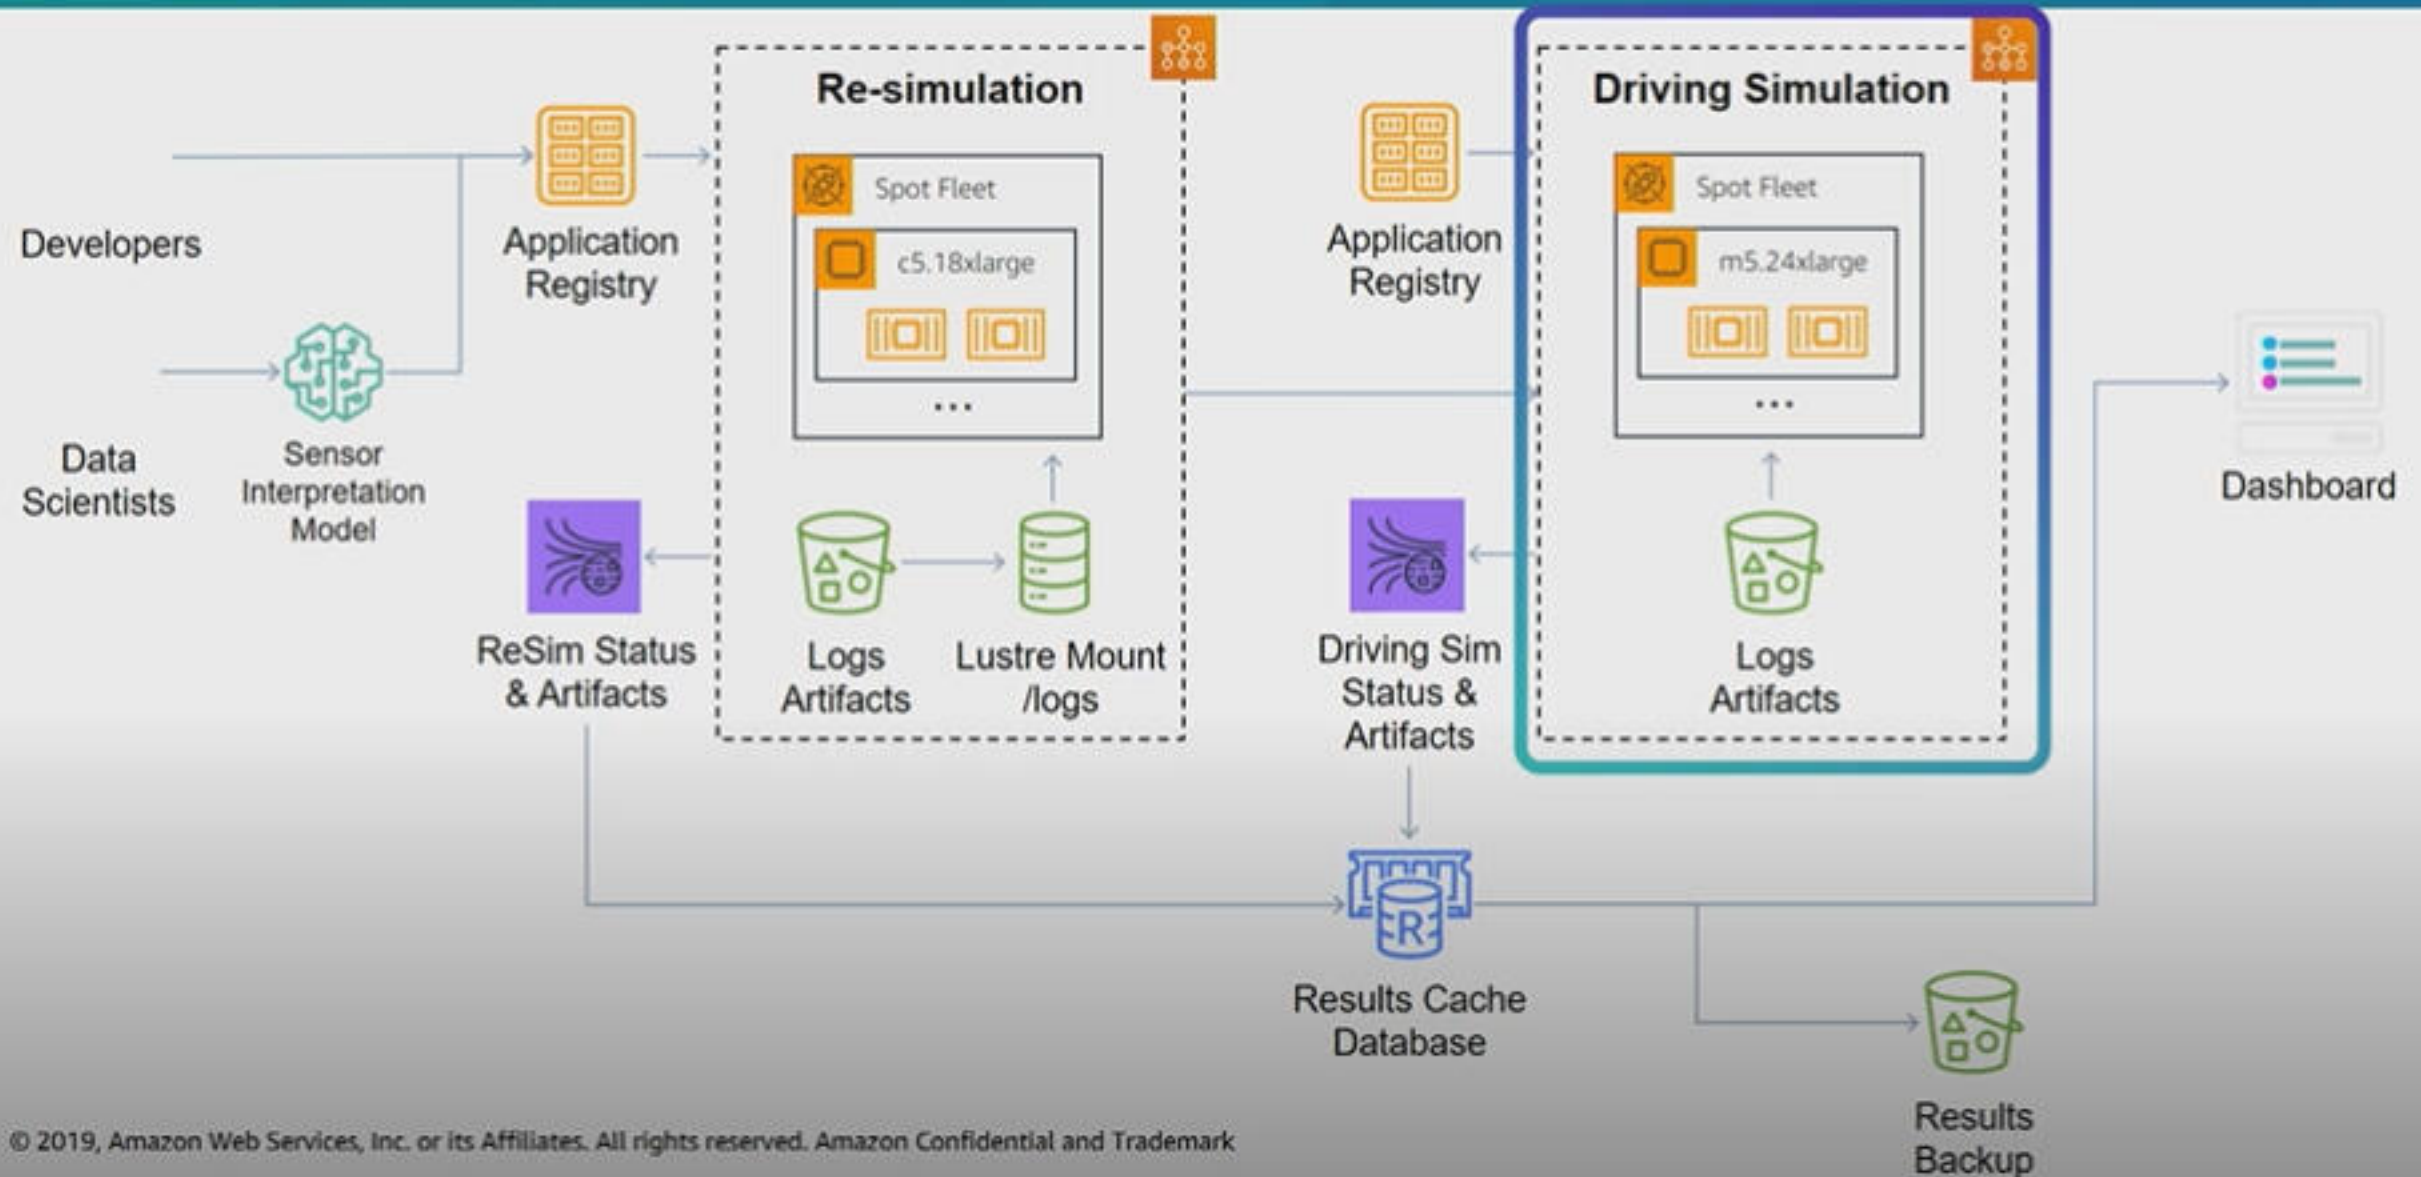 Re-simulation
Driving Simulation
Spot Fleet
c5.18xlarge
...
Spot Fleet
m5.24xlarge
...
Developers
Application
Registry
Application
Registry
Data
Scientists
Sensor
Interpretation
Model
Dashboard
ReSim Status
& Artifacts
Logs
Artifacts
Lustre Mount
/logs
Driving Sim
Status &
Artifacts
Logs
Artifacts
R
Results Cache
Database
Results
Backup
© 2019, Amazon Web Services, Inc. or its Affiliates. All rights reserved. Amazon Confidential and Trademark